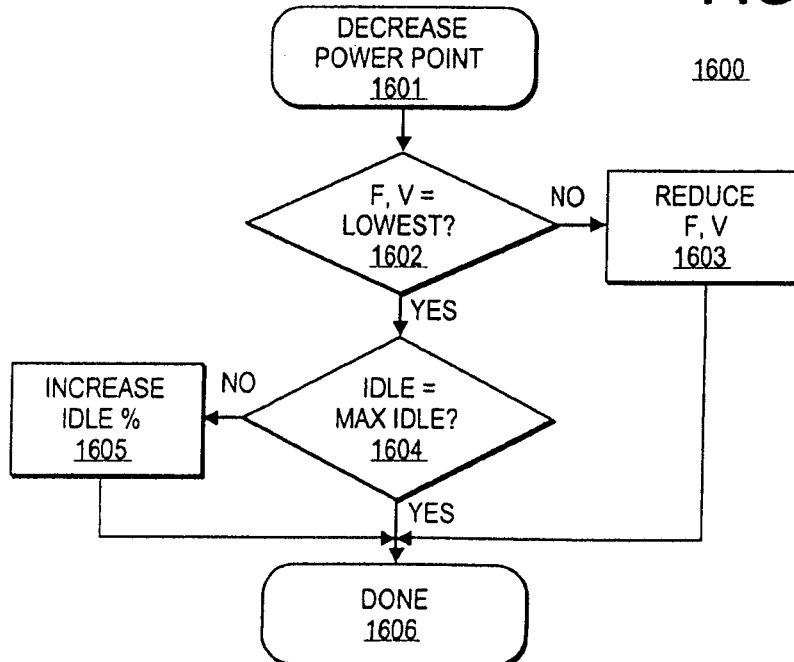 DECREASE
POWER POINT
1601
1600
F, V =
LOWEST?
1602
NO
REDUCE
F, V
1603
YES
INCREASE
IDLE %
1605
NO
IDLE =
MAX IDLE?
1604
YES
DONE
1606